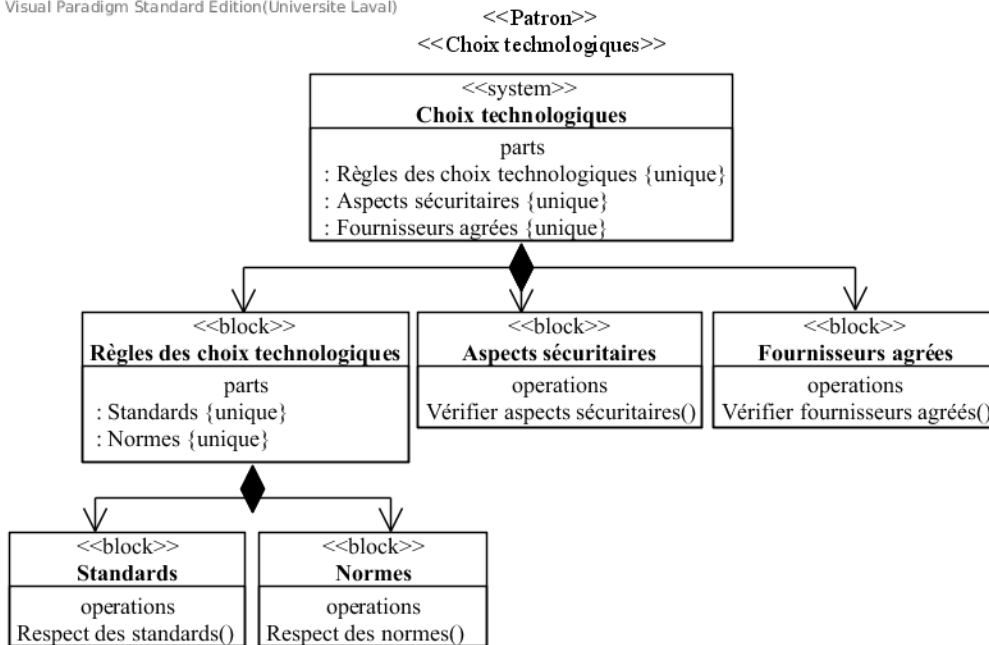 Visual Paradigm Standard Edition(Universite Laval)
<<Patron>>
<<Choix technologiques>>
<<system>>
Choix technologiques
parts
: Règles des choix technologiques {unique}
: Aspects sécuritaires {unique}
: Fournisseurs agrées {unique}
<<block>>
Règles des choix technologiques
parts
: Standards {unique}
: Normes {unique}
<<block>>
Aspects sécuritaires
operations
Vérifier aspects sécuritaires()
<<block>>
Fournisseurs agrées
operations
Vérifier fournisseurs agréés()
<<block>>
Standards
operations
Respect des standards()
<<block>>
Normes
operations
Respect des normes()